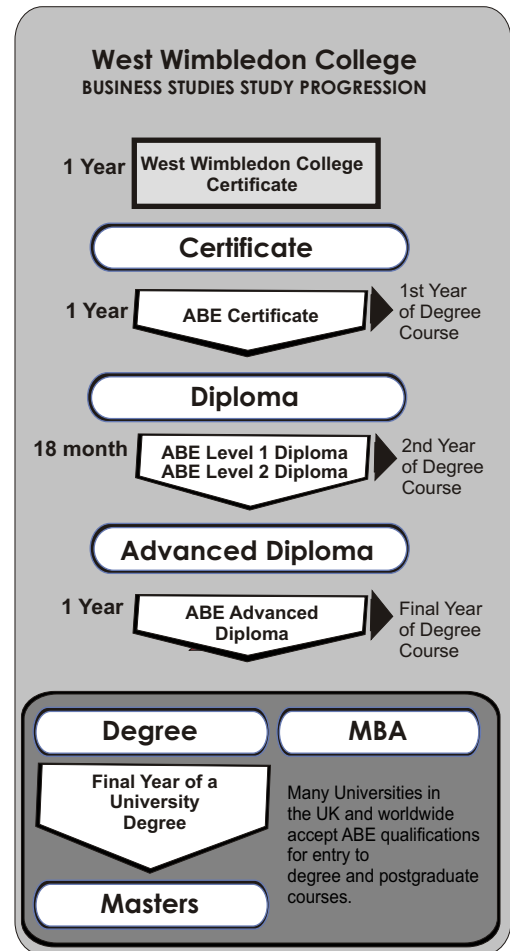 West Wimbledon College
BUSINESS STUDIES STUDY PROGRESSION
1 Year
West Wimbledon College
Certificate
Certificate
1 Year
ABE Certificate
1st Year
of Degree
Course
Diploma
18 month
ABE Level 1 Diploma
ABE Level 2 Diploma
2nd Year
of Degree
Course
Advanced Diploma
1 Year
ABE Advanced
Diploma
Final Year
of Degree
Course
Degree
MBA
Final Year of a
University
Degree
Many Universities in
the UK and worldwide
accept ABE qualifications
for entry to
degree and postgraduate
courses.
Masters